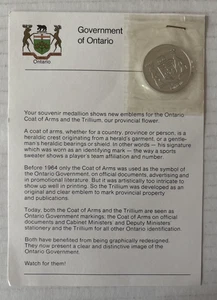 Government
of Ontario
Ontario
Your souvenir medallion shows new emblems for the Ontario
Coat of Arms and the Trillium, our provincial flower.
A coat of arms, whether for a country, province or person, is a
heraldic crest originating from a herald's garment, or a gentle-
man's heraldic bearings or shield. In other words — his signature
which was worn as an identifying mark — the way a sports
sweater shows a player's team affiliation and number.
Before 1964 only the Coat of Arms was used as the symbol of
the Ontario Government, on official documents, advertising and
in promotional literature. But it was artistically too intricate to
show up well in printing. So the Trillium was developed as an
original and clear emblem to mark provincial property
and publications.
Today, both the Coat of Arms and the Trillium are seen as
Ontario Government markings; the Coat of Arms on official
documents and Cabinet Ministers' and Deputy Ministers'
stationery and the Trillium for all other Ontario identification.
Both have benefited from being graphically redesigned.
They now present a clear and distinctive image of the
Ontario Government.
Watch for them!